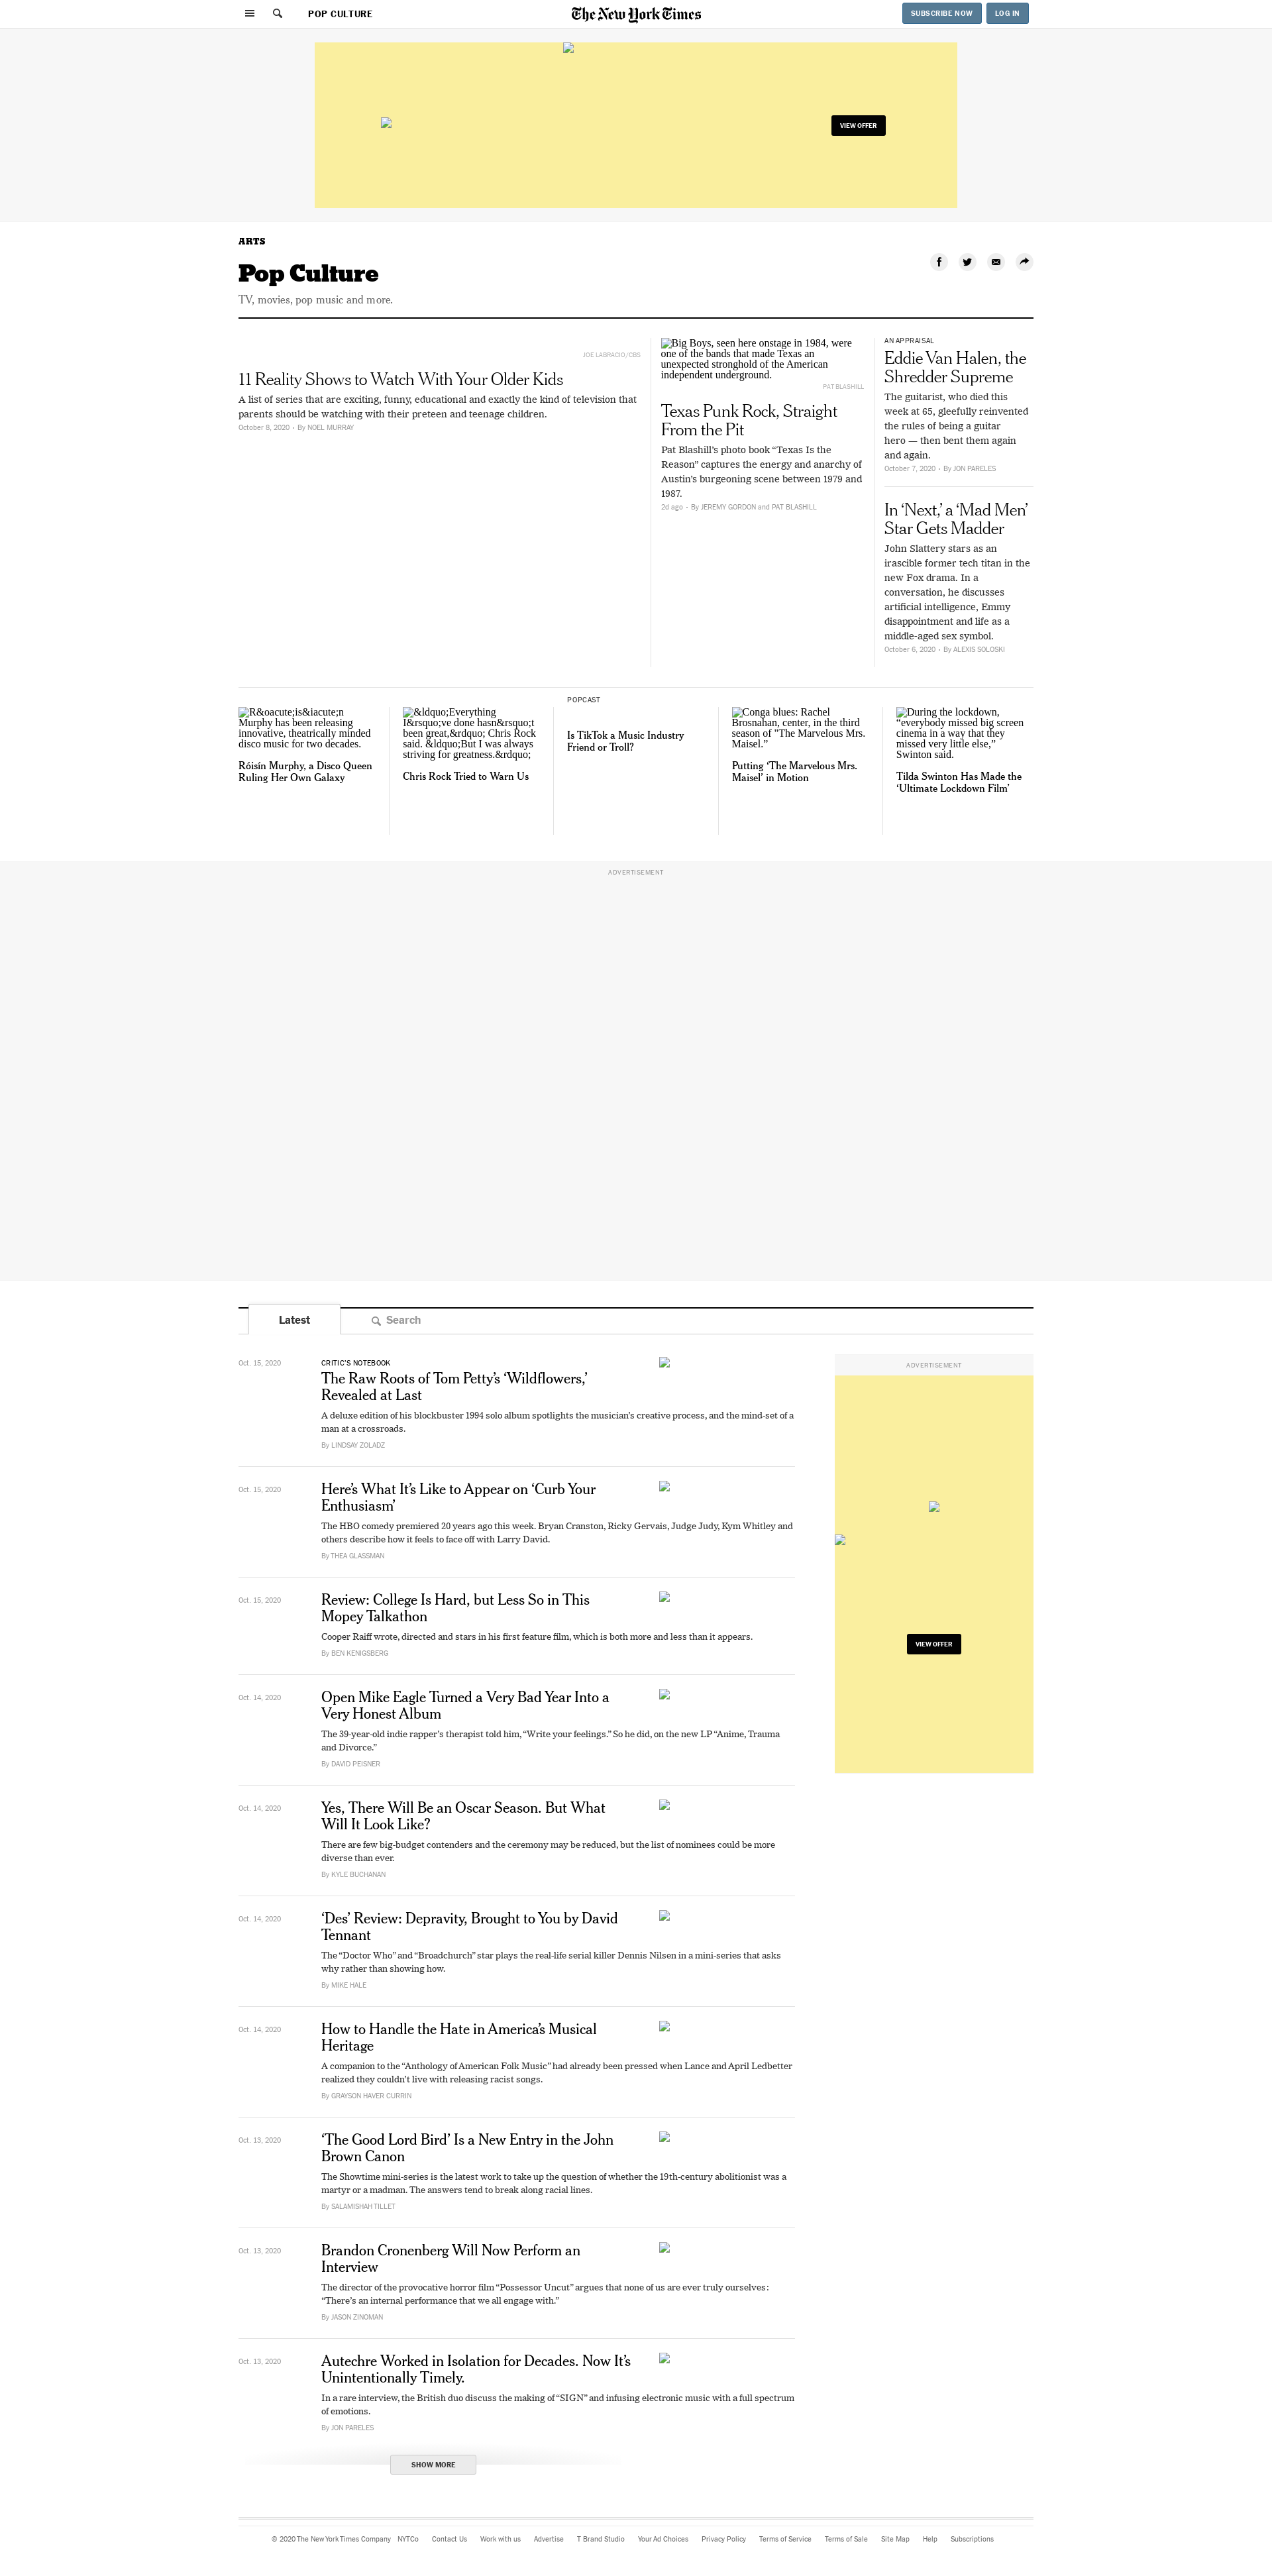 POP CULTURE
The New York Times
SUBSCRIBE NOW
LOG IN
VIEW OFFER
ARTS
Pop Culture
TV, movies, pop music and more.
JOE LABRACIO/CBS
11 Reality Shows to Watch With Your Older Kids
A list of series that are exciting, funny, educational and exactly the kind of television that
parents should be watching with their preteen and teenage children.
October 8, 2020 • By NOEL MURRAY
Big Boys, seen here onstage in 1984, were
one of the bands that made Texas an
unexpected stronghold of the American
independent underground.
PAT BLASHILL
Texas Punk Rock, Straight
From the Pit
Pat Blashill’s photo book “Texas Is the
Reason” captures the energy and anarchy of
Austin’s burgeoning scene between 1979 and
1987.
2d ago • By JEREMY GORDON and PAT BLASHILL
AN APPRAISAL
Eddie Van Halen, the
Shredder Supreme
The guitarist, who died this
week at 65, gleefully reinvented
the rules of being a guitar
hero — then bent them again
and again.
October 7, 2020 • By JON PARELES
In ‘Next,’ a ‘Mad Men’
Star Gets Madder
John Slattery stars as an
irascible former tech titan in the
new Fox drama. In a
conversation, he discusses
artificial intelligence, Emmy
disappointment and life as a
middle-aged sex symbol.
October 6, 2020 • By ALEXIS SOLOSKI
R&oacute;is&iacute;n
Murphy has been releasing
innovative, theatrically minded
disco music for two decades.
Róisín Murphy, a Disco Queen
Ruling Her Own Galaxy
&ldquo;Everything
I&rsquo;ve done hasn&rsquo;t
been great,&rdquo; Chris Rock
said. &ldquo;But I was always
striving for greatness.&rdquo;
Chris Rock Tried to Warn Us
POPCAST
Is TikTok a Music Industry
Friend or Troll?
Conga blues: Rachel
Brosnahan, center, in the third
season of "The Marvelous Mrs.
Maisel.”
Putting ‘The Marvelous Mrs.
Maisel’ in Motion
During the lockdown,
“everybody missed big screen
cinema in a way that they
missed very little else,”
Swinton said.
Tilda Swinton Has Made the
‘Ultimate Lockdown Film’
ADVERTISEMENT
Latest
Search
Oct. 15, 2020
CRITIC’S NOTEBOOK
The Raw Roots of Tom Petty’s ‘Wildflowers,’
Revealed at Last
A deluxe edition of his blockbuster 1994 solo album spotlights the musician’s creative process, and the mind-set of a
man at a crossroads.
By LINDSAY ZOLADZ
ADVERTISEMENT
VIEW OFFER
Oct. 15, 2020
Here’s What It’s Like to Appear on ‘Curb Your
Enthusiasm’
The HBO comedy premiered 20 years ago this week. Bryan Cranston, Ricky Gervais, Judge Judy, Kym Whitley and
others describe how it feels to face off with Larry David.
By THEA GLASSMAN
Oct. 15, 2020
Review: College Is Hard, but Less So in This
Mopey Talkathon
Cooper Raiff wrote, directed and stars in his first feature film, which is both more and less than it appears.
By BEN KENIGSBERG
Oct. 14, 2020
Open Mike Eagle Turned a Very Bad Year Into a
Very Honest Album
The 39-year-old indie rapper’s therapist told him, “Write your feelings.” So he did, on the new LP “Anime, Trauma
and Divorce.”
By DAVID PEISNER
Oct. 14, 2020
Yes, There Will Be an Oscar Season. But What
Will It Look Like?
There are few big-budget contenders and the ceremony may be reduced, but the list of nominees could be more
diverse than ever.
By KYLE BUCHANAN
Oct. 14, 2020
‘Des’ Review: Depravity, Brought to You by David
Tennant
The “Doctor Who” and “Broadchurch” star plays the real-life serial killer Dennis Nilsen in a mini-series that asks
why rather than showing how.
By MIKE HALE
Oct. 14, 2020
How to Handle the Hate in America’s Musical
Heritage
A companion to the “Anthology of American Folk Music” had already been pressed when Lance and April Ledbetter
realized they couldn’t live with releasing racist songs.
By GRAYSON HAVER CURRIN
Oct. 13, 2020
‘The Good Lord Bird’ Is a New Entry in the John
Brown Canon
The Showtime mini-series is the latest work to take up the question of whether the 19th-century abolitionist was a
martyr or a madman. The answers tend to break along racial lines.
By SALAMISHAH TILLET
Oct. 13, 2020
Brandon Cronenberg Will Now Perform an
Interview
The director of the provocative horror film “Possessor Uncut” argues that none of us are ever truly ourselves:
“There’s an internal performance that we all engage with.”
By JASON ZINOMAN
Oct. 13, 2020
Autechre Worked in Isolation for Decades. Now It’s
Unintentionally Timely.
In a rare interview, the British duo discuss the making of “SIGN” and infusing electronic music with a full spectrum
of emotions.
By JON PARELES
SHOW MORE
© 2020 The New York Times Company NYTCo Contact Us Work with us Advertise T Brand Studio Your Ad Choices Privacy Policy Terms of Service Terms of Sale Site Map Help Subscriptions